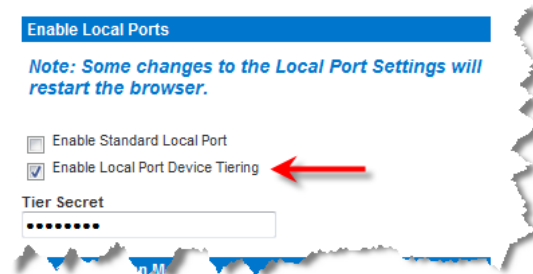 Enable Local Ports
Note: Some changes to the Local Port Settings will
restart the browser.
Enable Standard Local Port
Enable Local Port Device Tiering
Tier Secret
••••••••